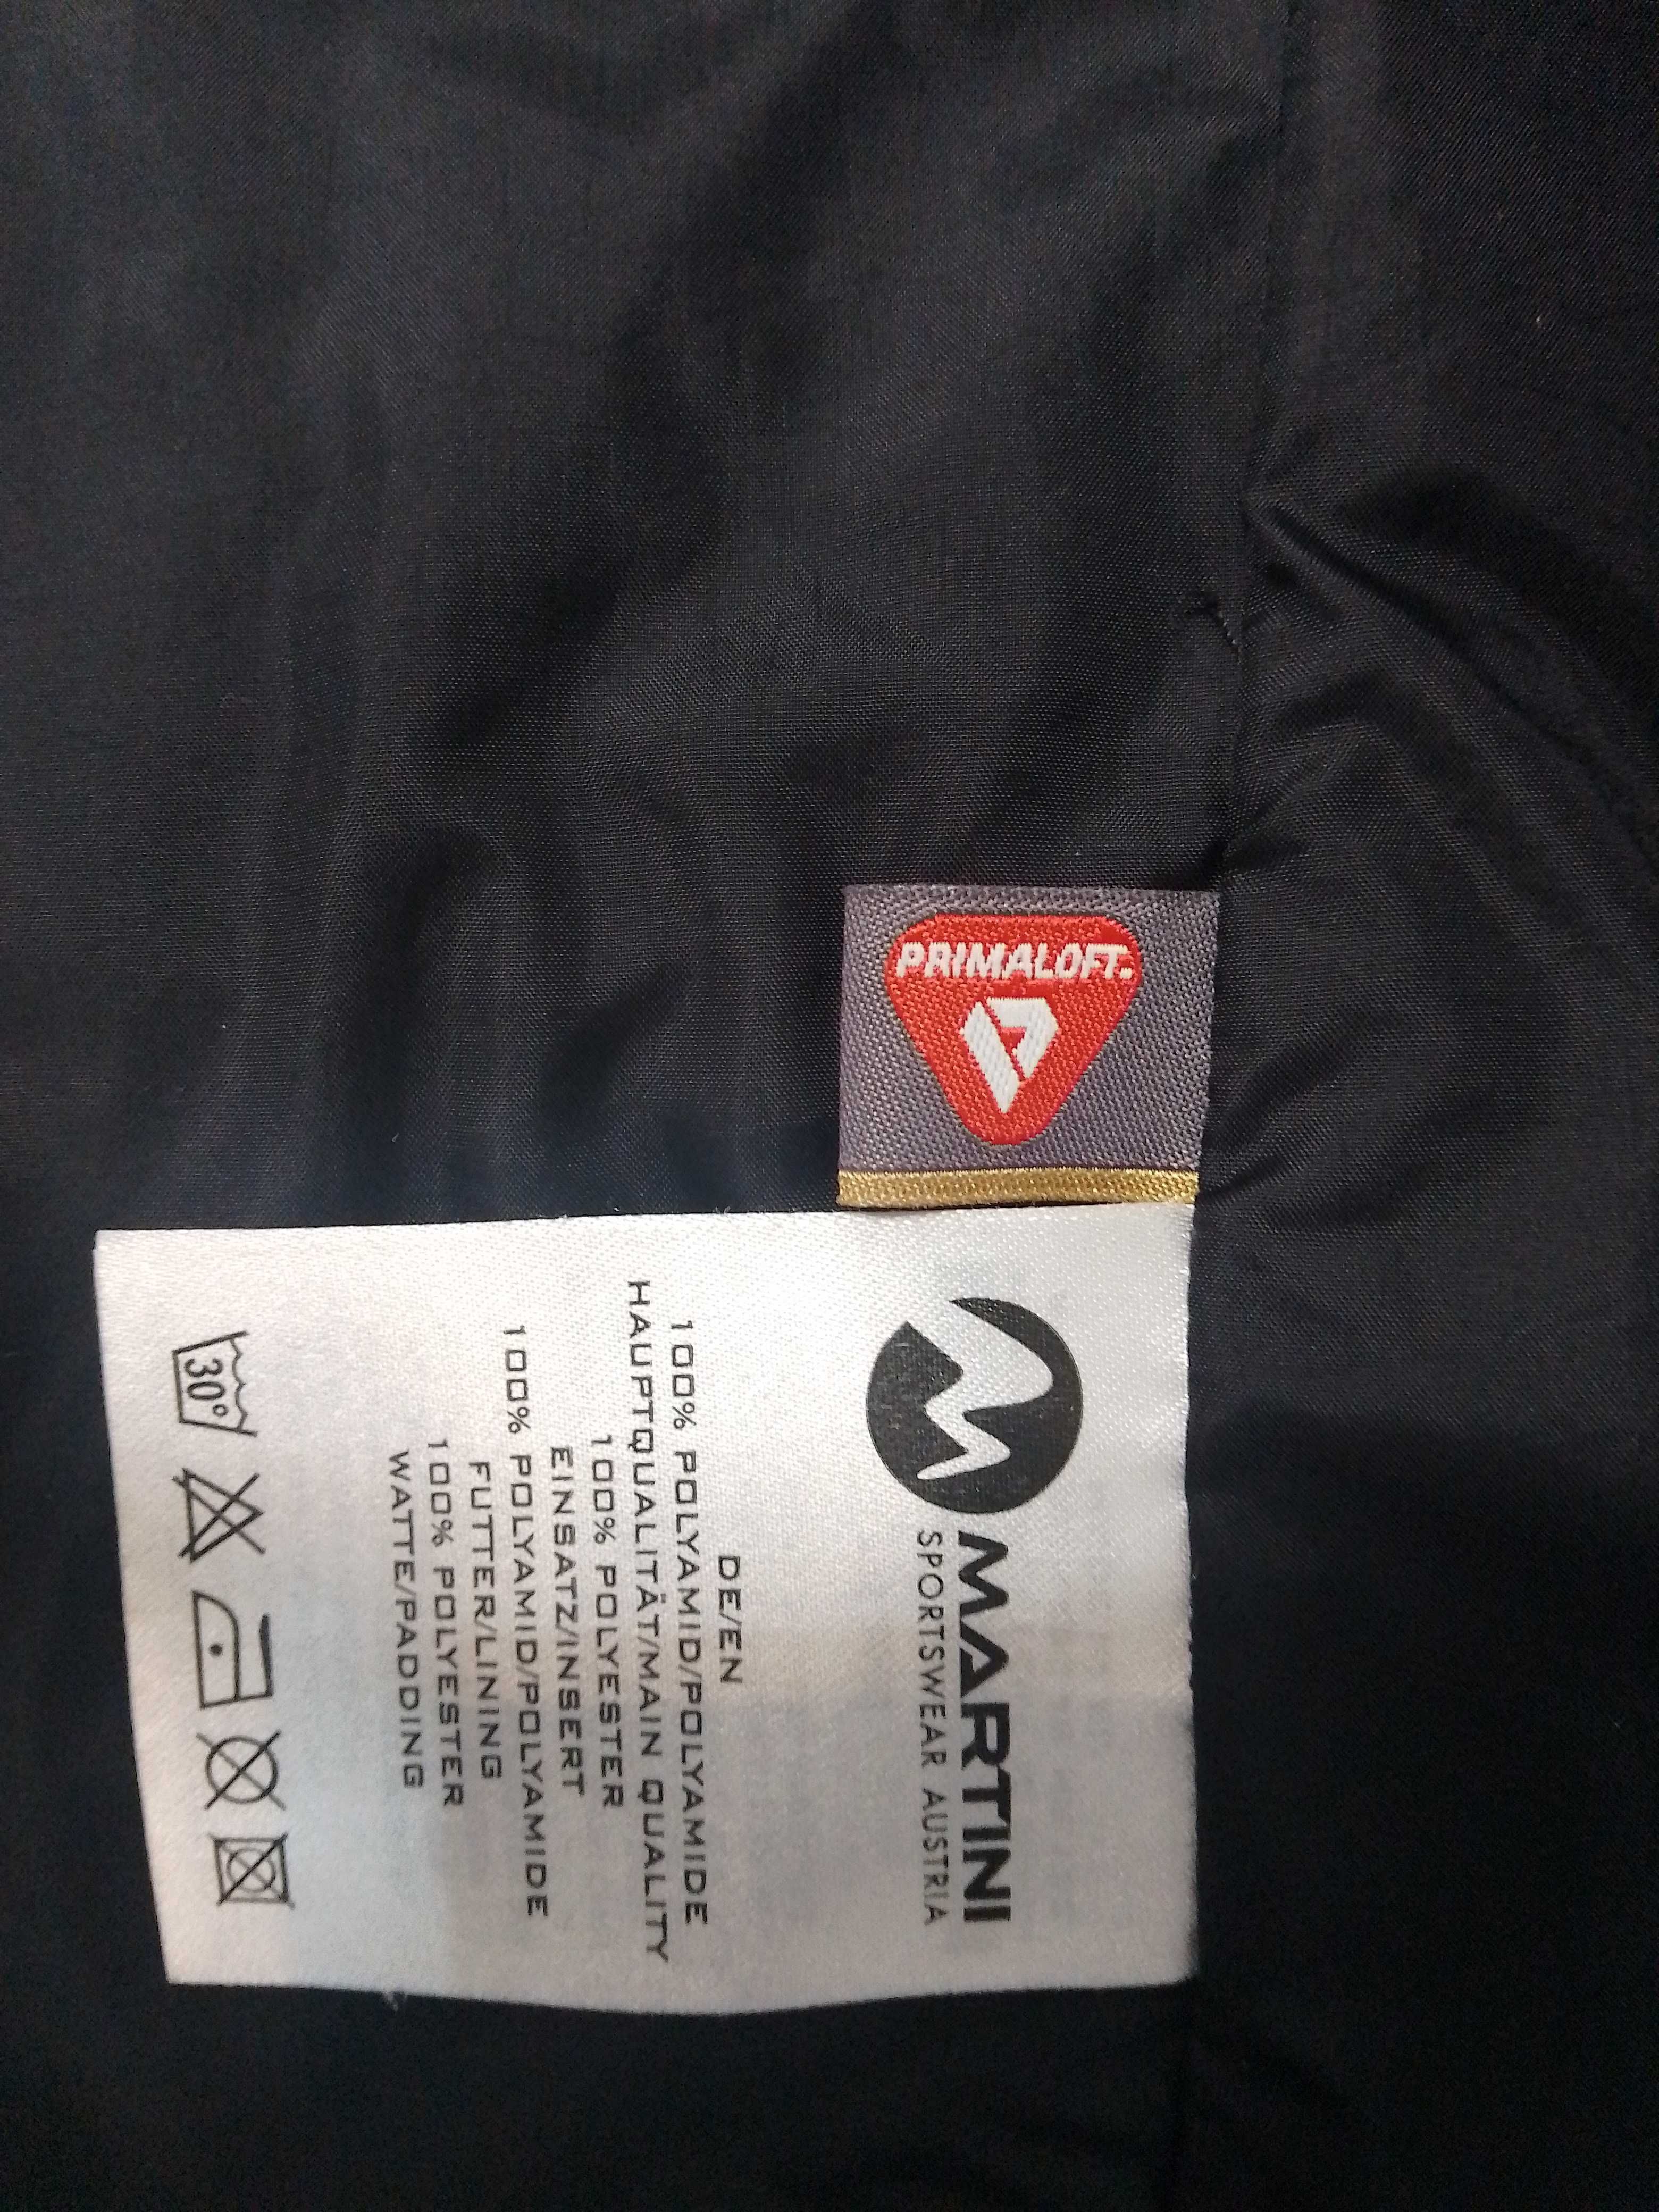 PRIMALOFT
MARTINI
SPORTSWEAR AUSTRIA
DE/EN
100% POLYAMID/POLYAMIDE
HAUPTQUALITÄT/MAIN QUALITY
100% POLYESTER
EINSATZ/INSERT
100% POLYAMID/POLYAMIDE
FUTTER/LINING
100% POLYESTER
WATTE/PADDING
30°